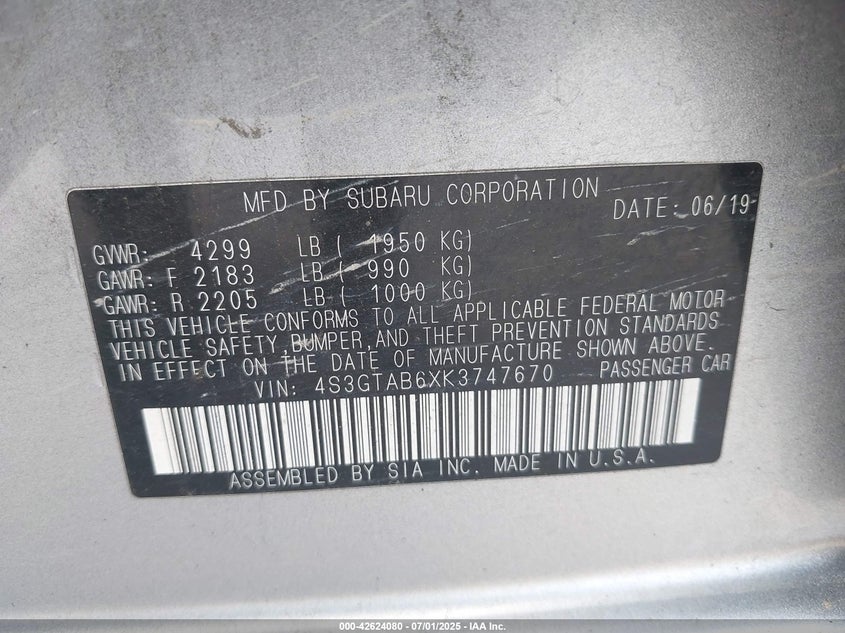 MFD BY SUBARU CORPORATION
DATE: 06/19
GVWR: 4299 LB ( 1950 KG)
GAWR: F 2183 LB ( 990 KG)
GAWR: R 2205 LB ( 1000 KG)
THIS VEHICLE CONFORMS TO ALL APPLICABLE FEDERAL MOTOR
VEHICLE SAFETY, BUMPER, AND THEFT PREVENTION STANDARDS
IN EFFECT ON THE DATE OF MANUFACTURE SHOWN ABOVE.
VIN: 4S3GTAB6XK3747670 PASSENGER CAR
ASSEMBLED BY SIA INC. MADE IN U.S.A.
000-42624080 - 07/01/2025 - IAA Inc.